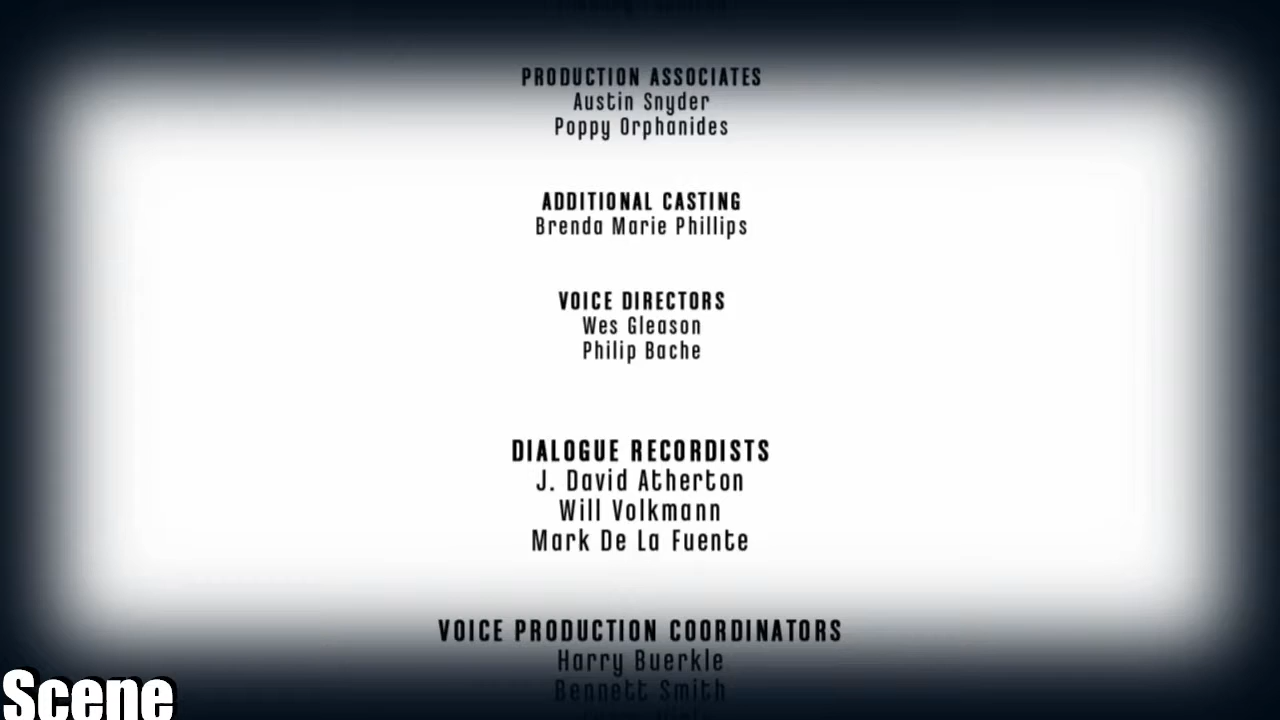 PRODUCTION ASSOCIATES
Austin Snyder
Poppy Orphanides
ADDITIONAL CASTING
Brenda Marie Phillips
VOICE DIRECTORS
Wes Gleason
Philip Bache
DIALOGUE RECORDISTS
J. David Atherton
Will Volkmann
Mark De La Fuente
VOICE PRODUCTION COORDINATORS
Harry Buerkle
Bennett Smith
Scene